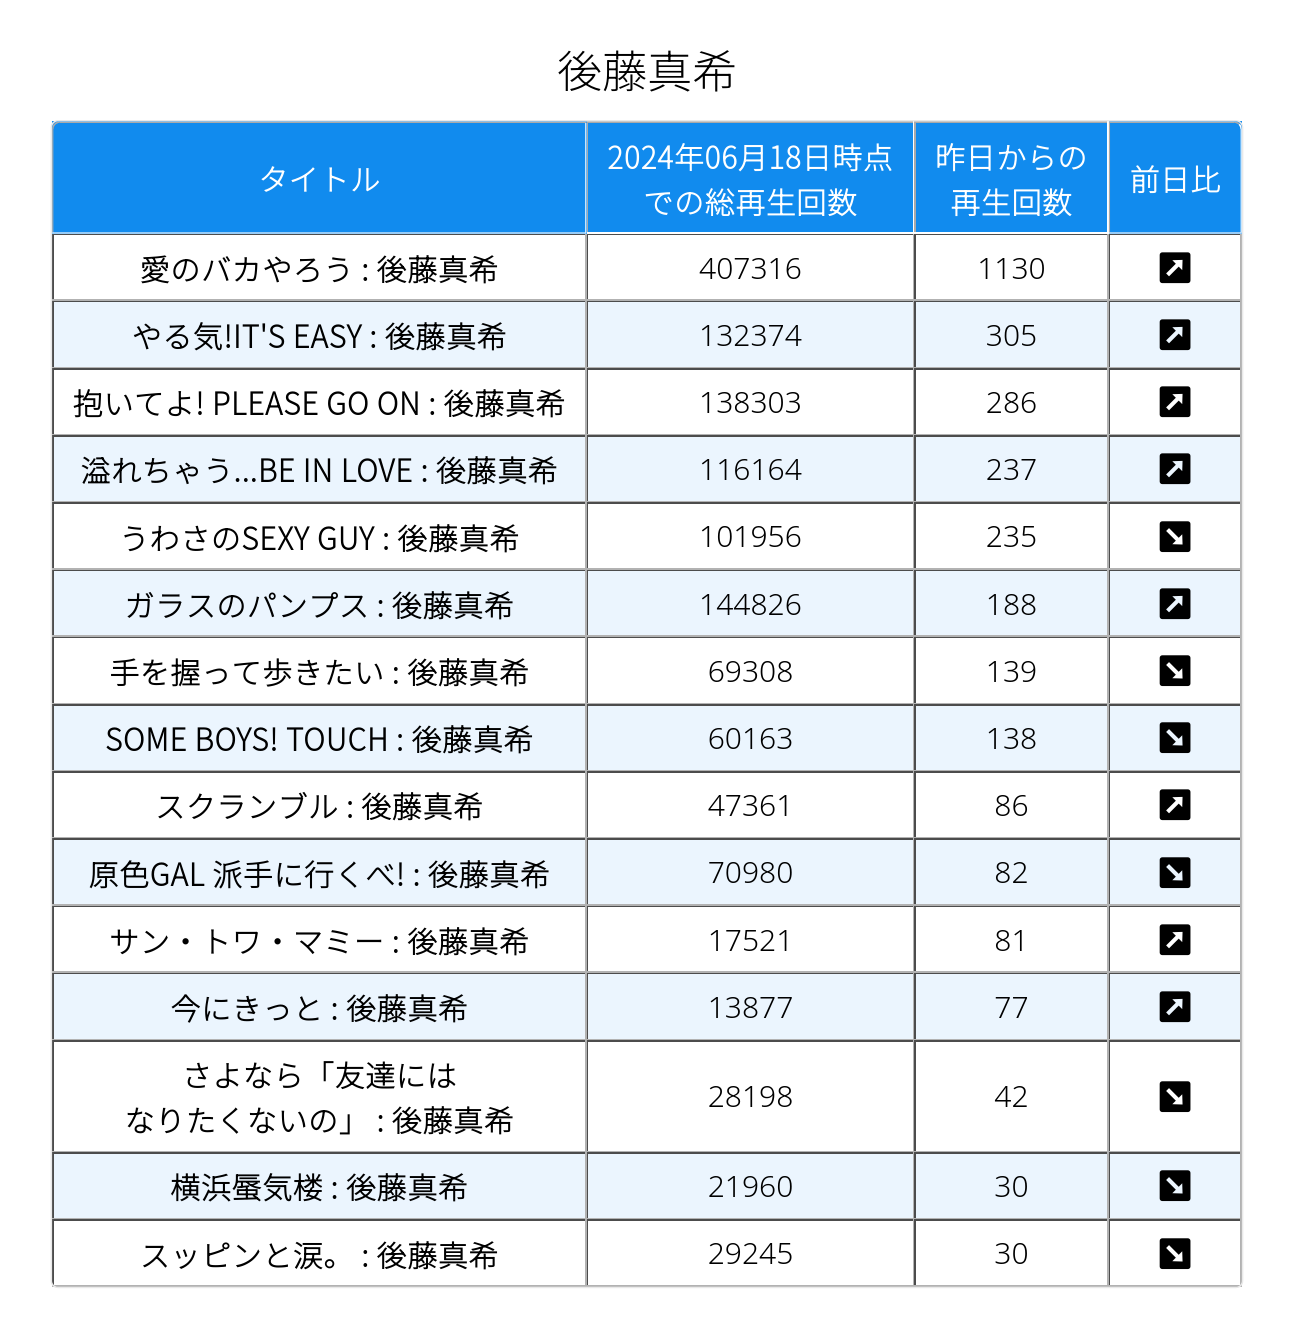 後藤真希
タイトル
2024年06月18日時点
での総再生回数
昨日からの
再生回数
前日比
愛のバカやろう : 後藤真希 407316 1130
やる気!IT'S EASY : 後藤真希 132374 305
抱いてよ! PLEASE GO ON : 後藤真希 138303 286
溢れちゃう...BE IN LOVE : 後藤真希 116164 237
うわさのSEXY GUY : 後藤真希 101956 235
ガラスのパンプス : 後藤真希 144826 188
手を握って歩きたい : 後藤真希 69308 139
SOME BOYS! TOUCH : 後藤真希 60163 138
スクランブル : 後藤真希 47361 86
原色GAL 派手に行くべ! : 後藤真希 70980 82
サン・トワ・マミー : 後藤真希 17521 81
今にきっと : 後藤真希 13877 77
さよなら「友達には
なりたくないの」 : 後藤真希 28198 42
横浜蜃気楼 : 後藤真希 21960 30
スッピンと涙。 : 後藤真希 29245 30